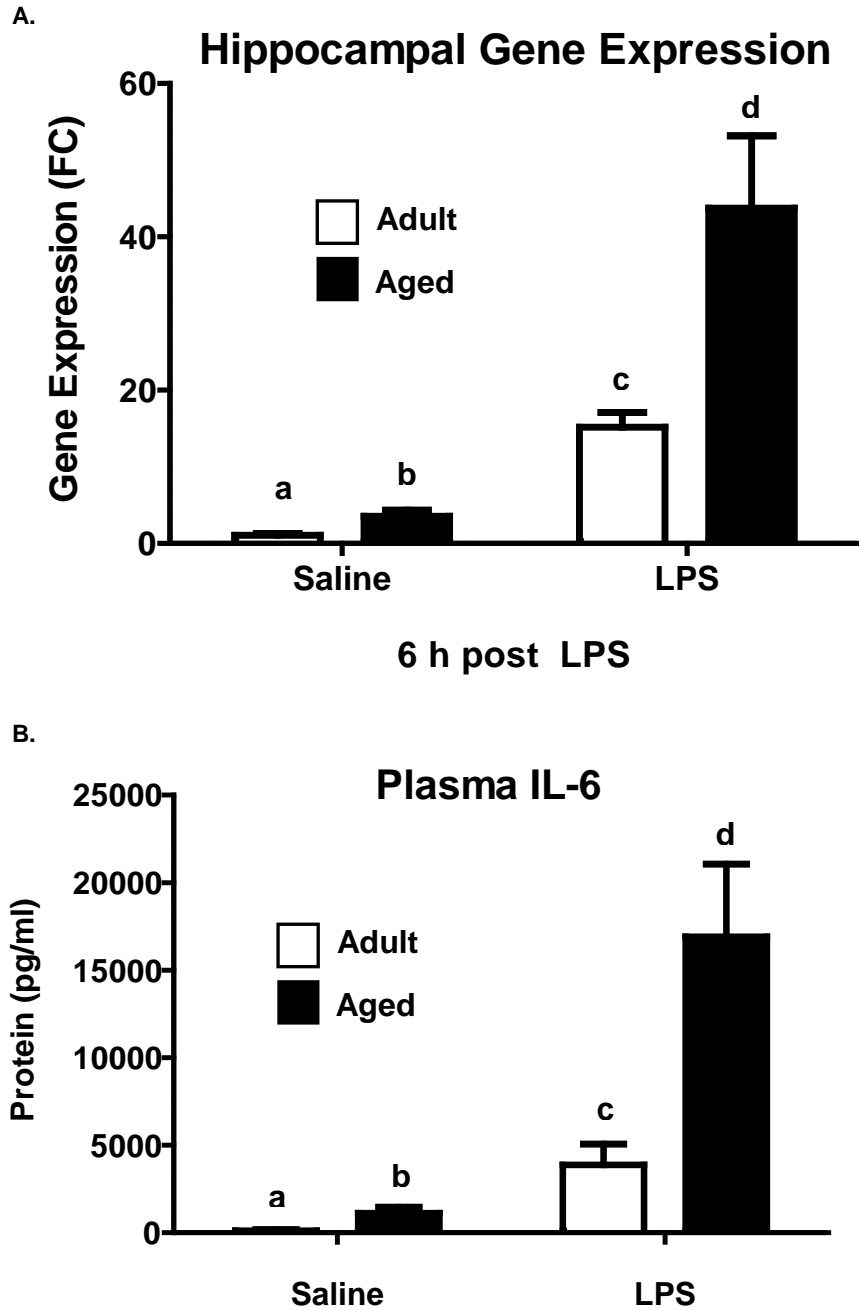 A.
Hippocampal Gene Expression
60
40
20
0
Gene Expression (FC)
Adult
Aged
a
b
c
d
Saline
LPS
6 h post LPS
B.
Plasma IL-6
25000
20000
15000
10000
5000
0
Protein (pg/ml)
Adult
Aged
a
b
c
d
Saline
LPS